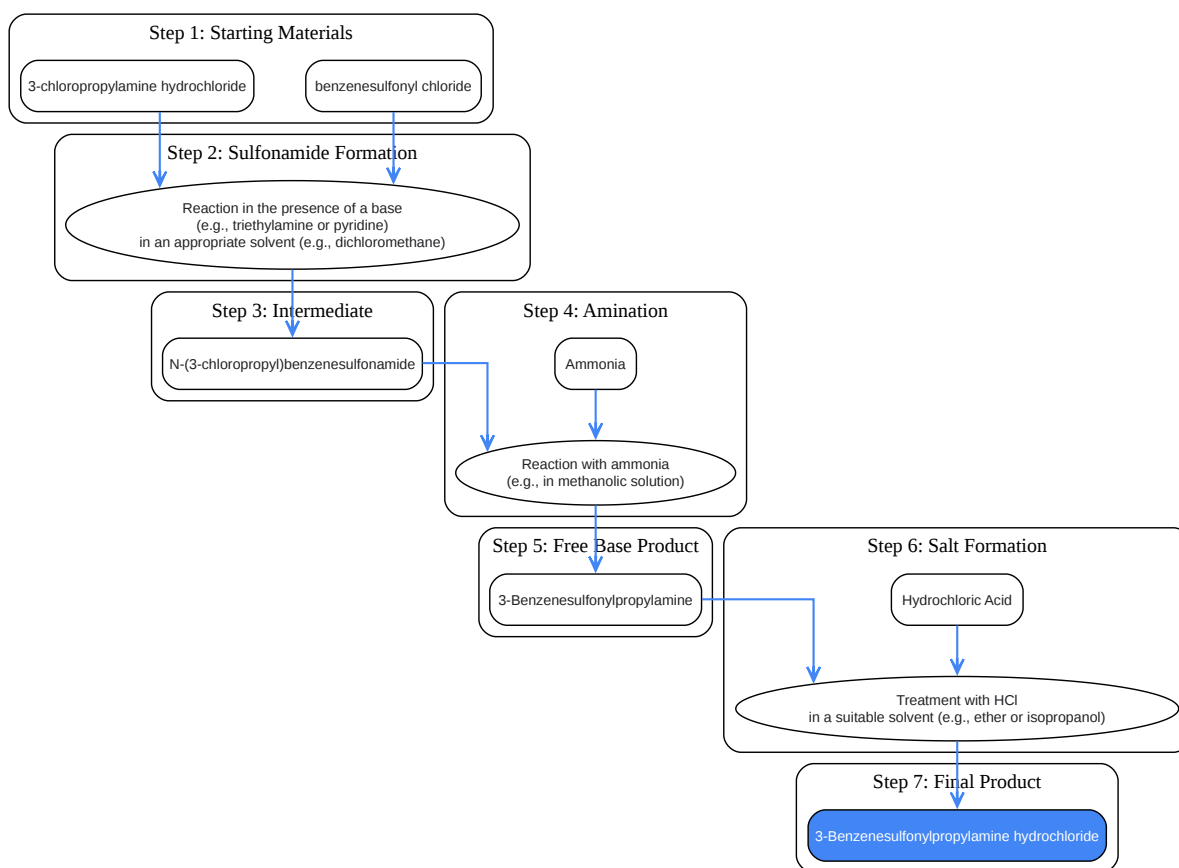 Step 1: Starting Materials
3-chloropropylamine hydrochloride
benzenesulfonyl chloride
Step 2: Sulfonamide Formation
Reaction in the presence of a base
(e.g., triethylamine or pyridine)
in an appropriate solvent (e.g., dichloromethane)
Step 3: Intermediate
N-(3-chloropropyl)benzenesulfonamide
Step 4: Amination
Ammonia
Reaction with ammonia
(e.g., in methanolic solution)
Step 5: Free Base Product
3-Benzenesulfonylpropylamine
Step 6: Salt Formation
Hydrochloric Acid
Treatment with HCl
in a suitable solvent (e.g., ether or isopropanol)
Step 7: Final Product
3-Benzenesulfonylpropylamine hydrochloride